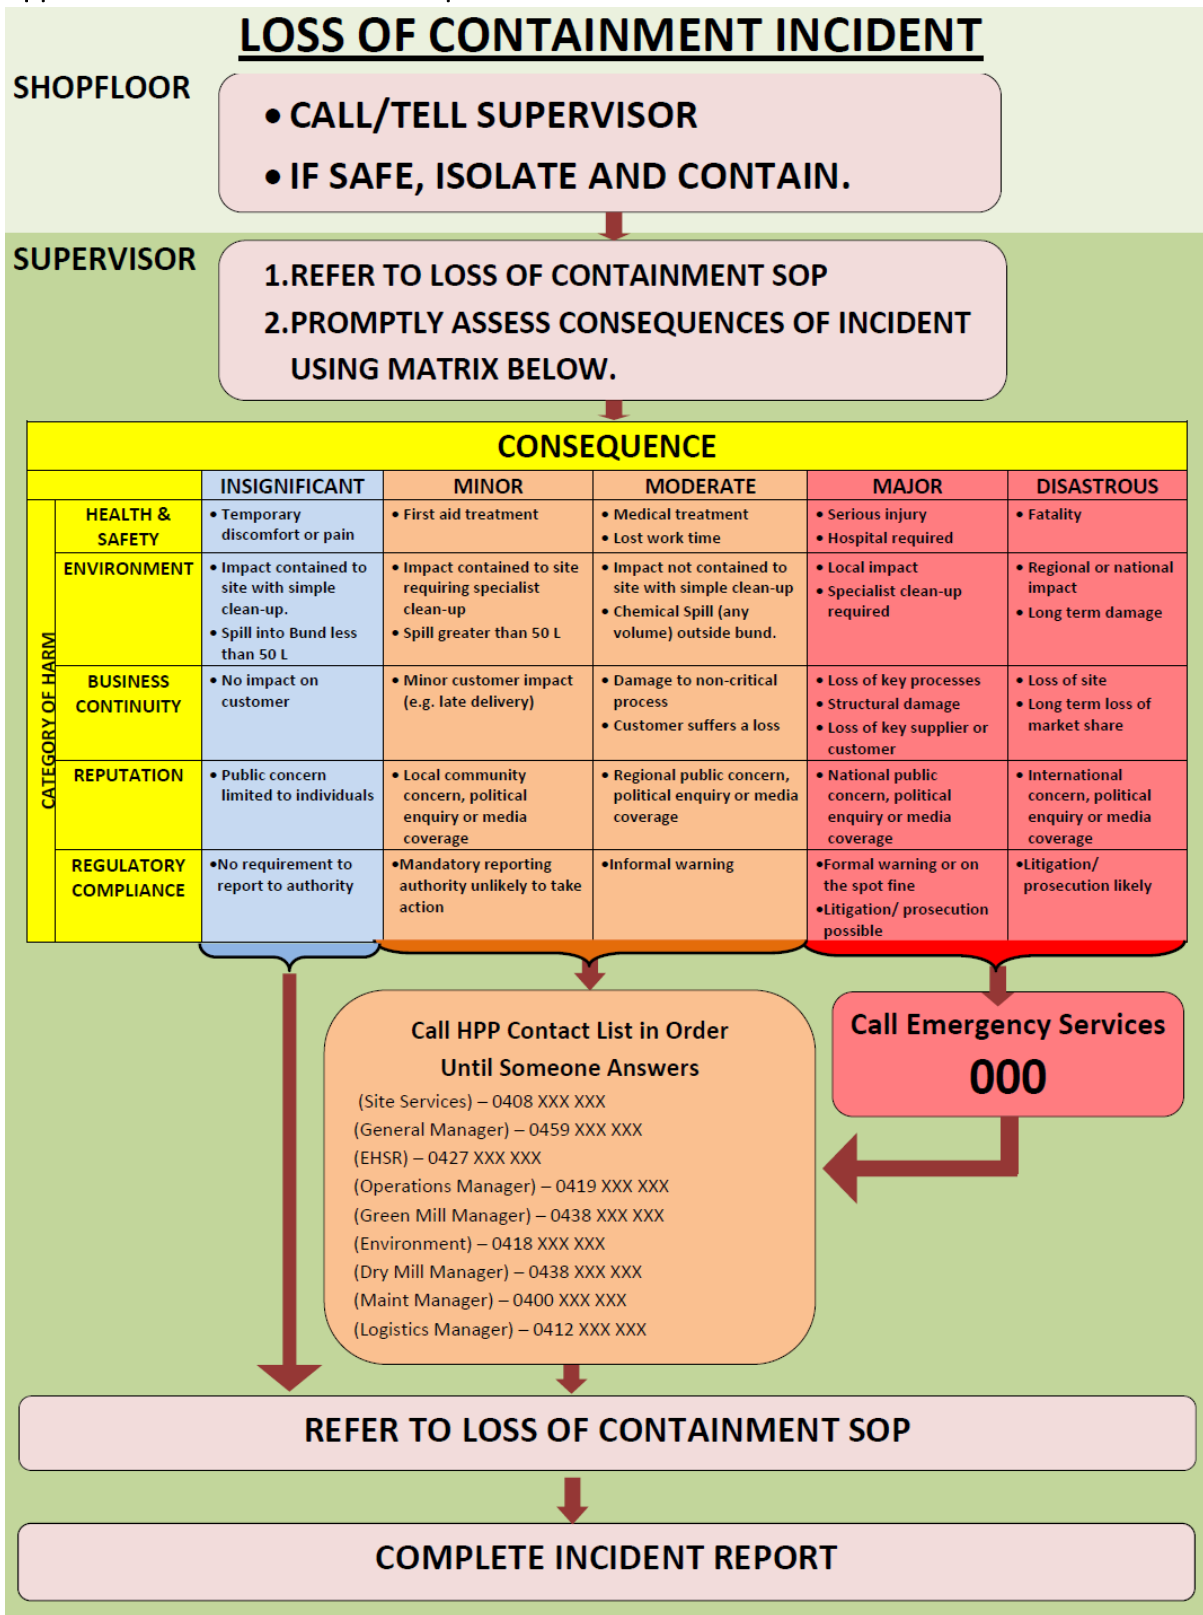 LOSS OF CONTAINMENT INCIDENT
SHOPFLOOR
• CALL/TELL SUPERVISOR
• IF SAFE, ISOLATE AND CONTAIN.
SUPERVISOR
1.REFER TO LOSS OF CONTAINMENT SOP
2.PROMPTLY ASSESS CONSEQUENCES OF INCIDENT
USING MATRIX BELOW.
CONSEQUENCE
INSIGNIFICANT
MINOR
MODERATE
MAJOR
DISASTROUS
CATEGORY OF HARM
HEALTH &
SAFETY
• Temporary
discomfort or pain
• First aid treatment
• Medical treatment
• Lost work time
• Serious injury
• Hospital required
• Fatality
ENVIRONMENT
• Impact contained to
site with simple
clean-up.
• Spill into Bund less
than 50 L
• Impact contained to site
requiring specialist
clean-up
• Spill greater than 50 L
• Impact not contained to
site with simple clean-up
• Chemical Spill (any
volume) outside bund.
• Local impact
• Specialist clean-up
required
• Regional or national
impact
• Long term damage
BUSINESS
CONTINUITY
• No impact on
customer
• Minor customer impact
(e.g. late delivery)
• Damage to non-critical
process
• Customer suffers a loss
• Loss of key processes
• Structural damage
• Loss of key supplier or
customer
• Loss of site
• Long term loss of
market share
REPUTATION
• Public concern
limited to individuals
• Local community
concern, political
enquiry or media
coverage
• Regional public concern,
political enquiry or media
coverage
• National public
concern, political
enquiry or media
coverage
• International
concern, political
enquiry or media
coverage
REGULATORY
COMPLIANCE
•No requirement to
report to authority
•Mandatory reporting
authority unlikely to take
action
•Informal warning
•Formal warning or on
the spot fine
•Litigation/ prosecution
possible
•Litigation/
prosecution likely
Call HPP Contact List in Order
Until Someone Answers
(Site Services) – 0408 XXX XXX
(General Manager) – 0459 XXX XXX
(EHSR) – 0427 XXX XXX
(Operations Manager) – 0419 XXX XXX
(Green Mill Manager) – 0438 XXX XXX
(Environment) – 0418 XXX XXX
(Dry Mill Manager) – 0438 XXX XXX
(Maint Manager) – 0400 XXX XXX
(Logistics Manager) – 0412 XXX XXX
Call Emergency Services
000
REFER TO LOSS OF CONTAINMENT SOP
COMPLETE INCIDENT REPORT